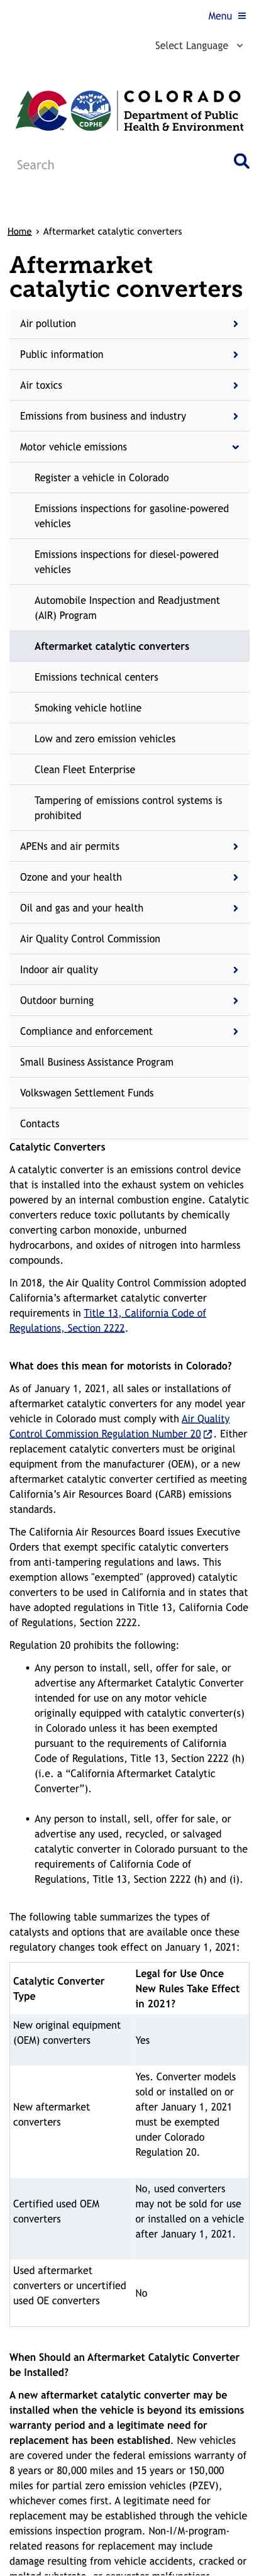 Menu ≡
Select Language
COLORADO
Department of Public
Health & Environment
CDPHE
Search
Home › Aftermarket catalytic converters
Aftermarket
catalytic converters
Air pollution
Public information
Air toxics
Emissions from business and industry
Motor vehicle emissions
Register a vehicle in Colorado
Emissions inspections for gasoline-powered
vehicles
Emissions inspections for diesel-powered
vehicles
Automobile Inspection and Readjustment
(AIR) Program
Aftermarket catalytic converters
Emissions technical centers
Smoking vehicle hotline
Low and zero emission vehicles
Clean Fleet Enterprise
Tampering of emissions control systems is
prohibited
APENs and air permits
Ozone and your health
Oil and gas and your health
Air Quality Control Commission
Indoor air quality
Outdoor burning
Compliance and enforcement
Small Business Assistance Program
Volkswagen Settlement Funds
Contacts
Catalytic Converters
A catalytic converter is an emissions control device
that is installed into the exhaust system on vehicles
powered by an internal combustion engine. Catalytic
converters reduce toxic pollutants by chemically
converting carbon monoxide, unburned
hydrocarbons, and oxides of nitrogen into harmless
compounds.
In 2018, the Air Quality Control Commission adopted
California's aftermarket catalytic converter
requirements in Title 13, California Code of
Regulations, Section 2222.
What does this mean for motorists in Colorado?
As of January 1, 2021, all sales or installations of
aftermarket catalytic converters for any model year
vehicle in Colorado must comply with Air Quality
Control Commission Regulation Number 20. Either
replacement catalytic converters must be original
equipment from the manufacturer (OEM), or a new
aftermarket catalytic converter certified as meeting
California's Air Resources Board (CARB) emissions
standards.
The California Air Resources Board issues Executive
Orders that exempt specific catalytic converters
from anti-tampering regulations and laws. This
exemption allows "exempted" (approved) catalytic
converters to be used in California and in states that
have adopted regulations in Title 13, California Code
of Regulations, Section 2222.
Regulation 20 prohibits the following:
• Any person to install, sell, offer for sale, or
advertise any Aftermarket Catalytic Converter
intended for use on any motor vehicle
originally equipped with catalytic converter(s)
in Colorado unless it has been exempted
pursuant to the requirements of California
Code of Regulations, Title 13, Section 2222 (h)
(i.e. a "California Aftermarket Catalytic
Converter").
• Any person to install, sell, offer for sale, or
advertise any used, recycled, or salvaged
catalytic converter in Colorado pursuant to the
requirements of California Code of
Regulations, Title 13, Section 2222 (h) and (i).
The following table summarizes the types of
catalysts and options that are available once these
regulatory changes took effect on January 1, 2021:
Catalytic Converter
Type
Legal for Use Once
New Rules Take Effect
in 2021?
New original equipment
(OEM) converters
Yes
New aftermarket
converters
Yes. Converter models
sold or installed on or
after January 1, 2021
must be exempted
under Colorado
Regulation 20.
Certified used OEM
converters
No, used converters
may not be sold for use
or installed on a vehicle
after January 1, 2021.
Used aftermarket
converters or uncertified
used OE converters
No
When Should an Aftermarket Catalytic Converter
be Installed?
A new aftermarket catalytic converter may be
installed when the vehicle is beyond its emissions
warranty period and a legitimate need for
replacement has been established. New vehicles
are covered under the federal emissions warranty of
8 years or 80,000 miles and 15 years or 150,000
miles for partial zero emission vehicles (PZEV),
whichever comes first. A legitimate need for
replacement may be established through the vehicle
emissions inspection program. Non-I/M-program-
related reasons for replacement may include
damage resulting from vehicle accidents, cracked or